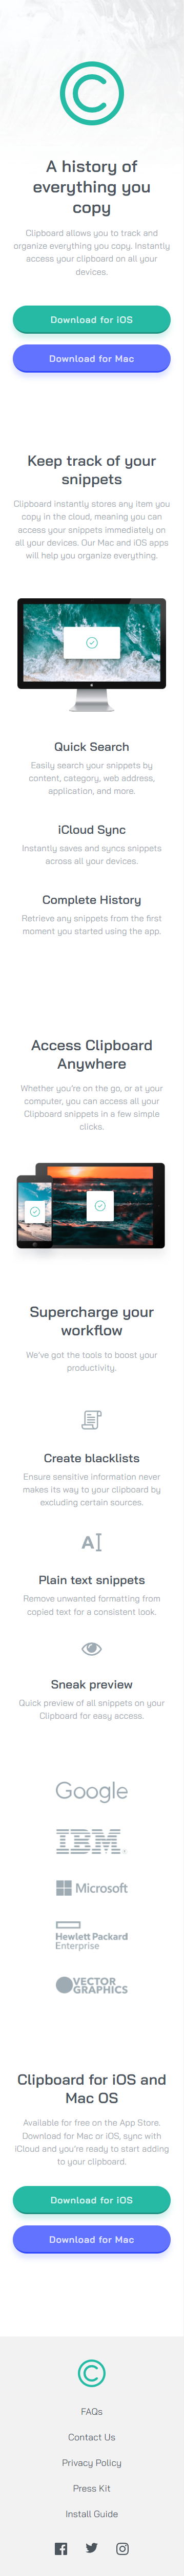 A history of
everything you
copy
Clipboard allows you to track and
organize everything you copy. Instantly
access your clipboard on all your
devices.
Download for iOS
Download for Mac
Keep track of your
snippets
Clipboard instantly stores any item you
copy in the cloud, meaning you can
access your snippets immediately on
all your devices. Our Mac and iOS apps
will help you organize everything.
Quick Search
Easily search your snippets by
content, category, web address,
application, and more.
iCloud Sync
Instantly saves and syncs snippets
across all your devices.
Complete History
Retrieve any snippets from the first
moment you started using the app.
Access Clipboard
Anywhere
Whether you're on the go, or at your
computer, you can access all your
Clipboard snippets in a few simple
clicks.
Supercharge your
workflow
We've got the tools to boost your
productivity.
Create blacklists
Ensure sensitive information never
makes its way to your clipboard by
excluding certain sources.
A
Plain text snippets
Remove unwanted formatting from
copied text for a consistent look.
Sneak preview
Quick preview of all snippets on your
Clipboard for easy access.
Google
IBM
Microsoft
Hewlett Packard
Enterprise
VECTOR
GRAPHICS
Clipboard for iOS and
Mac OS
Available for free on the App Store.
Download for Mac or iOS, sync with
iCloud and you're ready to start adding
to your clipboard.
Download for iOS
Download for Mac
FAQs
Contact Us
Privacy Policy
Press Kit
Install Guide